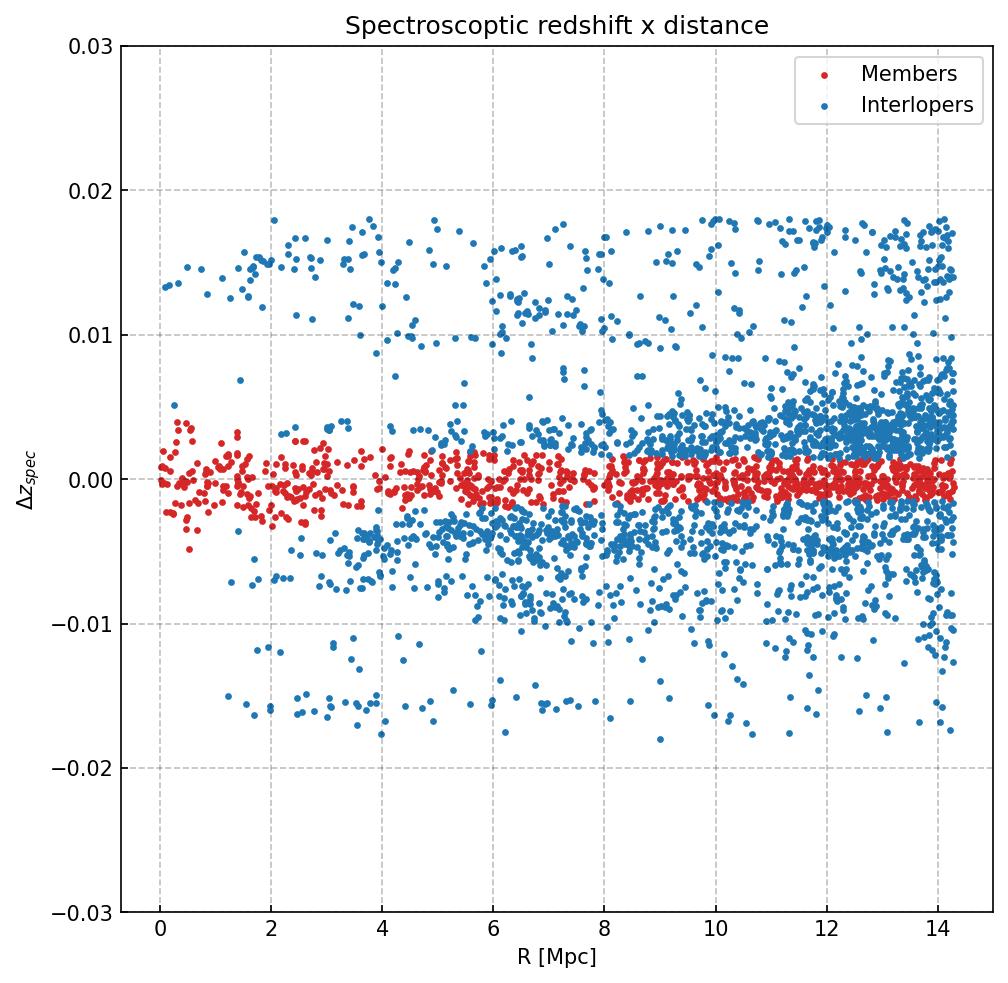 Spectroscoptic redshift x distance
0.03
Members
Interlopers
0.02
0.01
0.00
−0.01
−0.02
−0.03
Δz_spec
0 2 4 6 8 10 12 14
R [Mpc]